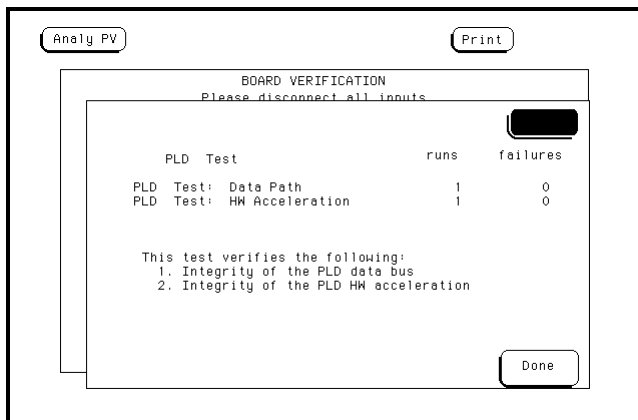 Analy PV Print
BOARD VERIFICATION
Please disconnect all inputs
PLD Test runs failures
PLD Test: Data Path 1 0
PLD Test: HW Acceleration 1 0
This test verifies the following:
1. Integrity of the PLD data bus
2. Integrity of the PLD HW acceleration
Done